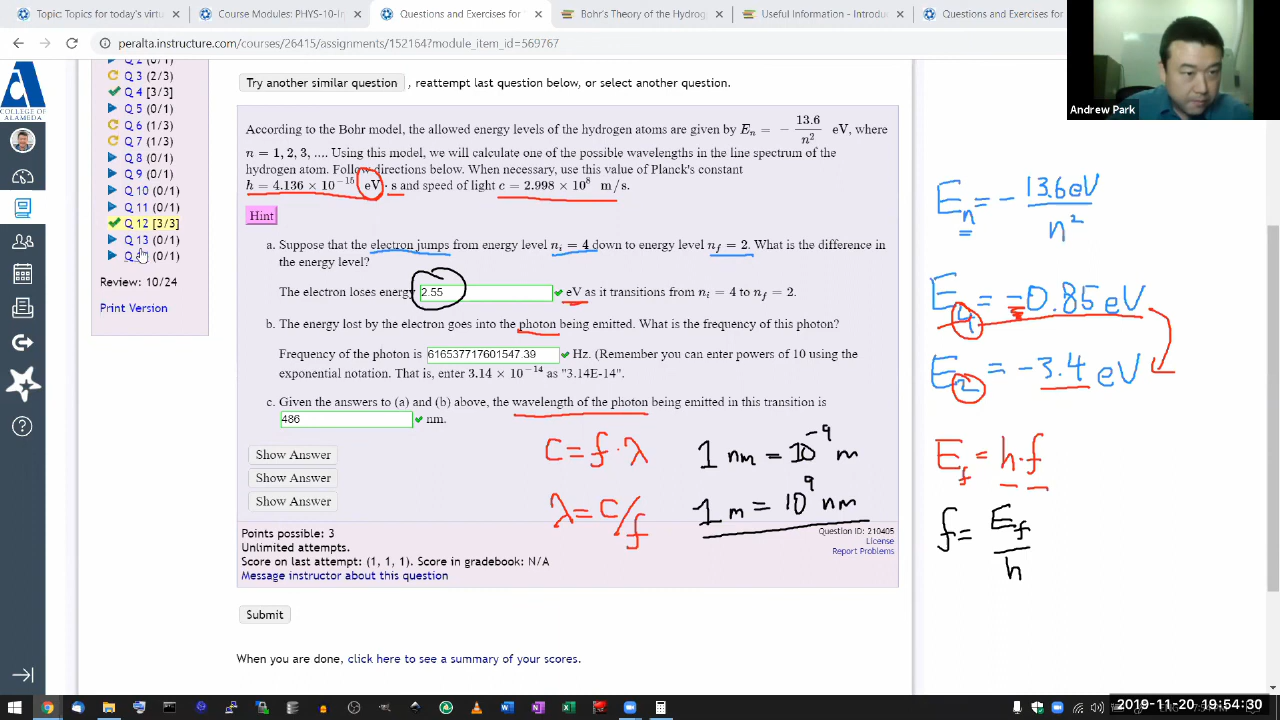 Topic: Topics for today's virtu
Course Modules: PHYS-10-In
Questions and Exercises for
Bohr's Theory of the Hydrog
Useful Information - Introduc
Questions and Exercises for
peralta.instructure.com/courses/26415/assignments/152164?module_item_id=569767
Andrew Park
COLLEGE OF
ALAMEDA
Q 3 (2/3)
Q 4 [3/3]
Q 5 (0/1)
Q 6 (1/3)
Q 7 (1/3)
Q 8 (0/1)
Q 9 (0/1)
Q 10 (0/1)
Q 11 (0/1)
Q 12 [3/3]
Q 13 (0/1)
(0/1)
Review: 10/24
Print Version
Try another similar question , reattempt last question below, or select another question.
According to the Bohr model, the allowed energy levels of the hydrogen atoms are given by Eₙ = − 13.6/n² eV, where
n = 1, 2, 3, .... Using this model, we will calculate one of the possible wavelengths in the line spectrum of the
hydrogen atom. Follow directions below. When necessary, use this value of Planck's constant
h = 4.136 × 10⁻¹⁵ eV · s and speed of light c = 2.998 × 10⁸ m/s.
Hint
Suppose that the electron jumps from energy level nᵢ = 4 down to energy level n_f = 2. What is the difference in
the energy level?
The electron loses energy 2.55 eV as it transitions from nᵢ = 4 to n_f = 2.
The energy lost by the electron goes into the photon being emitted. What is the frequency of this photon?
Frequency of the photon is 616537717601547.39 Hz. (Remember you can enter powers of 10 using the
exponential notation. That is, enter 3.14 × 10⁻¹⁴ as "3.14E-14".
Given the answers to (a) and (b) above, the wavelength of the photon being emitted in this transition is
486 nm.
Show Answer
Show Answer
Show Answer
C = f · λ
λ = C/f
1 nm = 10⁻⁹ m
1 m = 10⁹ nm
Points possible: 3
Unlimited attempts.
Score on last attempt: (1, 1, 1). Score in gradebook: N/A
Message instructor about this question
Question ID: 210405
License
Report Problems
Submit
When you are done, click here to see a summary of your scores.
Eₙ = − 13.6eV/n²
E₄ = −0.85 eV
E₂ = −3.4 eV
E_f = h · f
f = E_f/h
2019-11-20 19:54:30